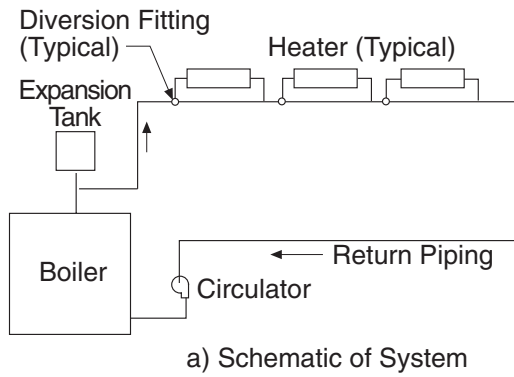 Diversion Fitting
(Typical)
Heater (Typical)
Expansion
Tank
Boiler
Return Piping
Circulator
a) Schematic of System